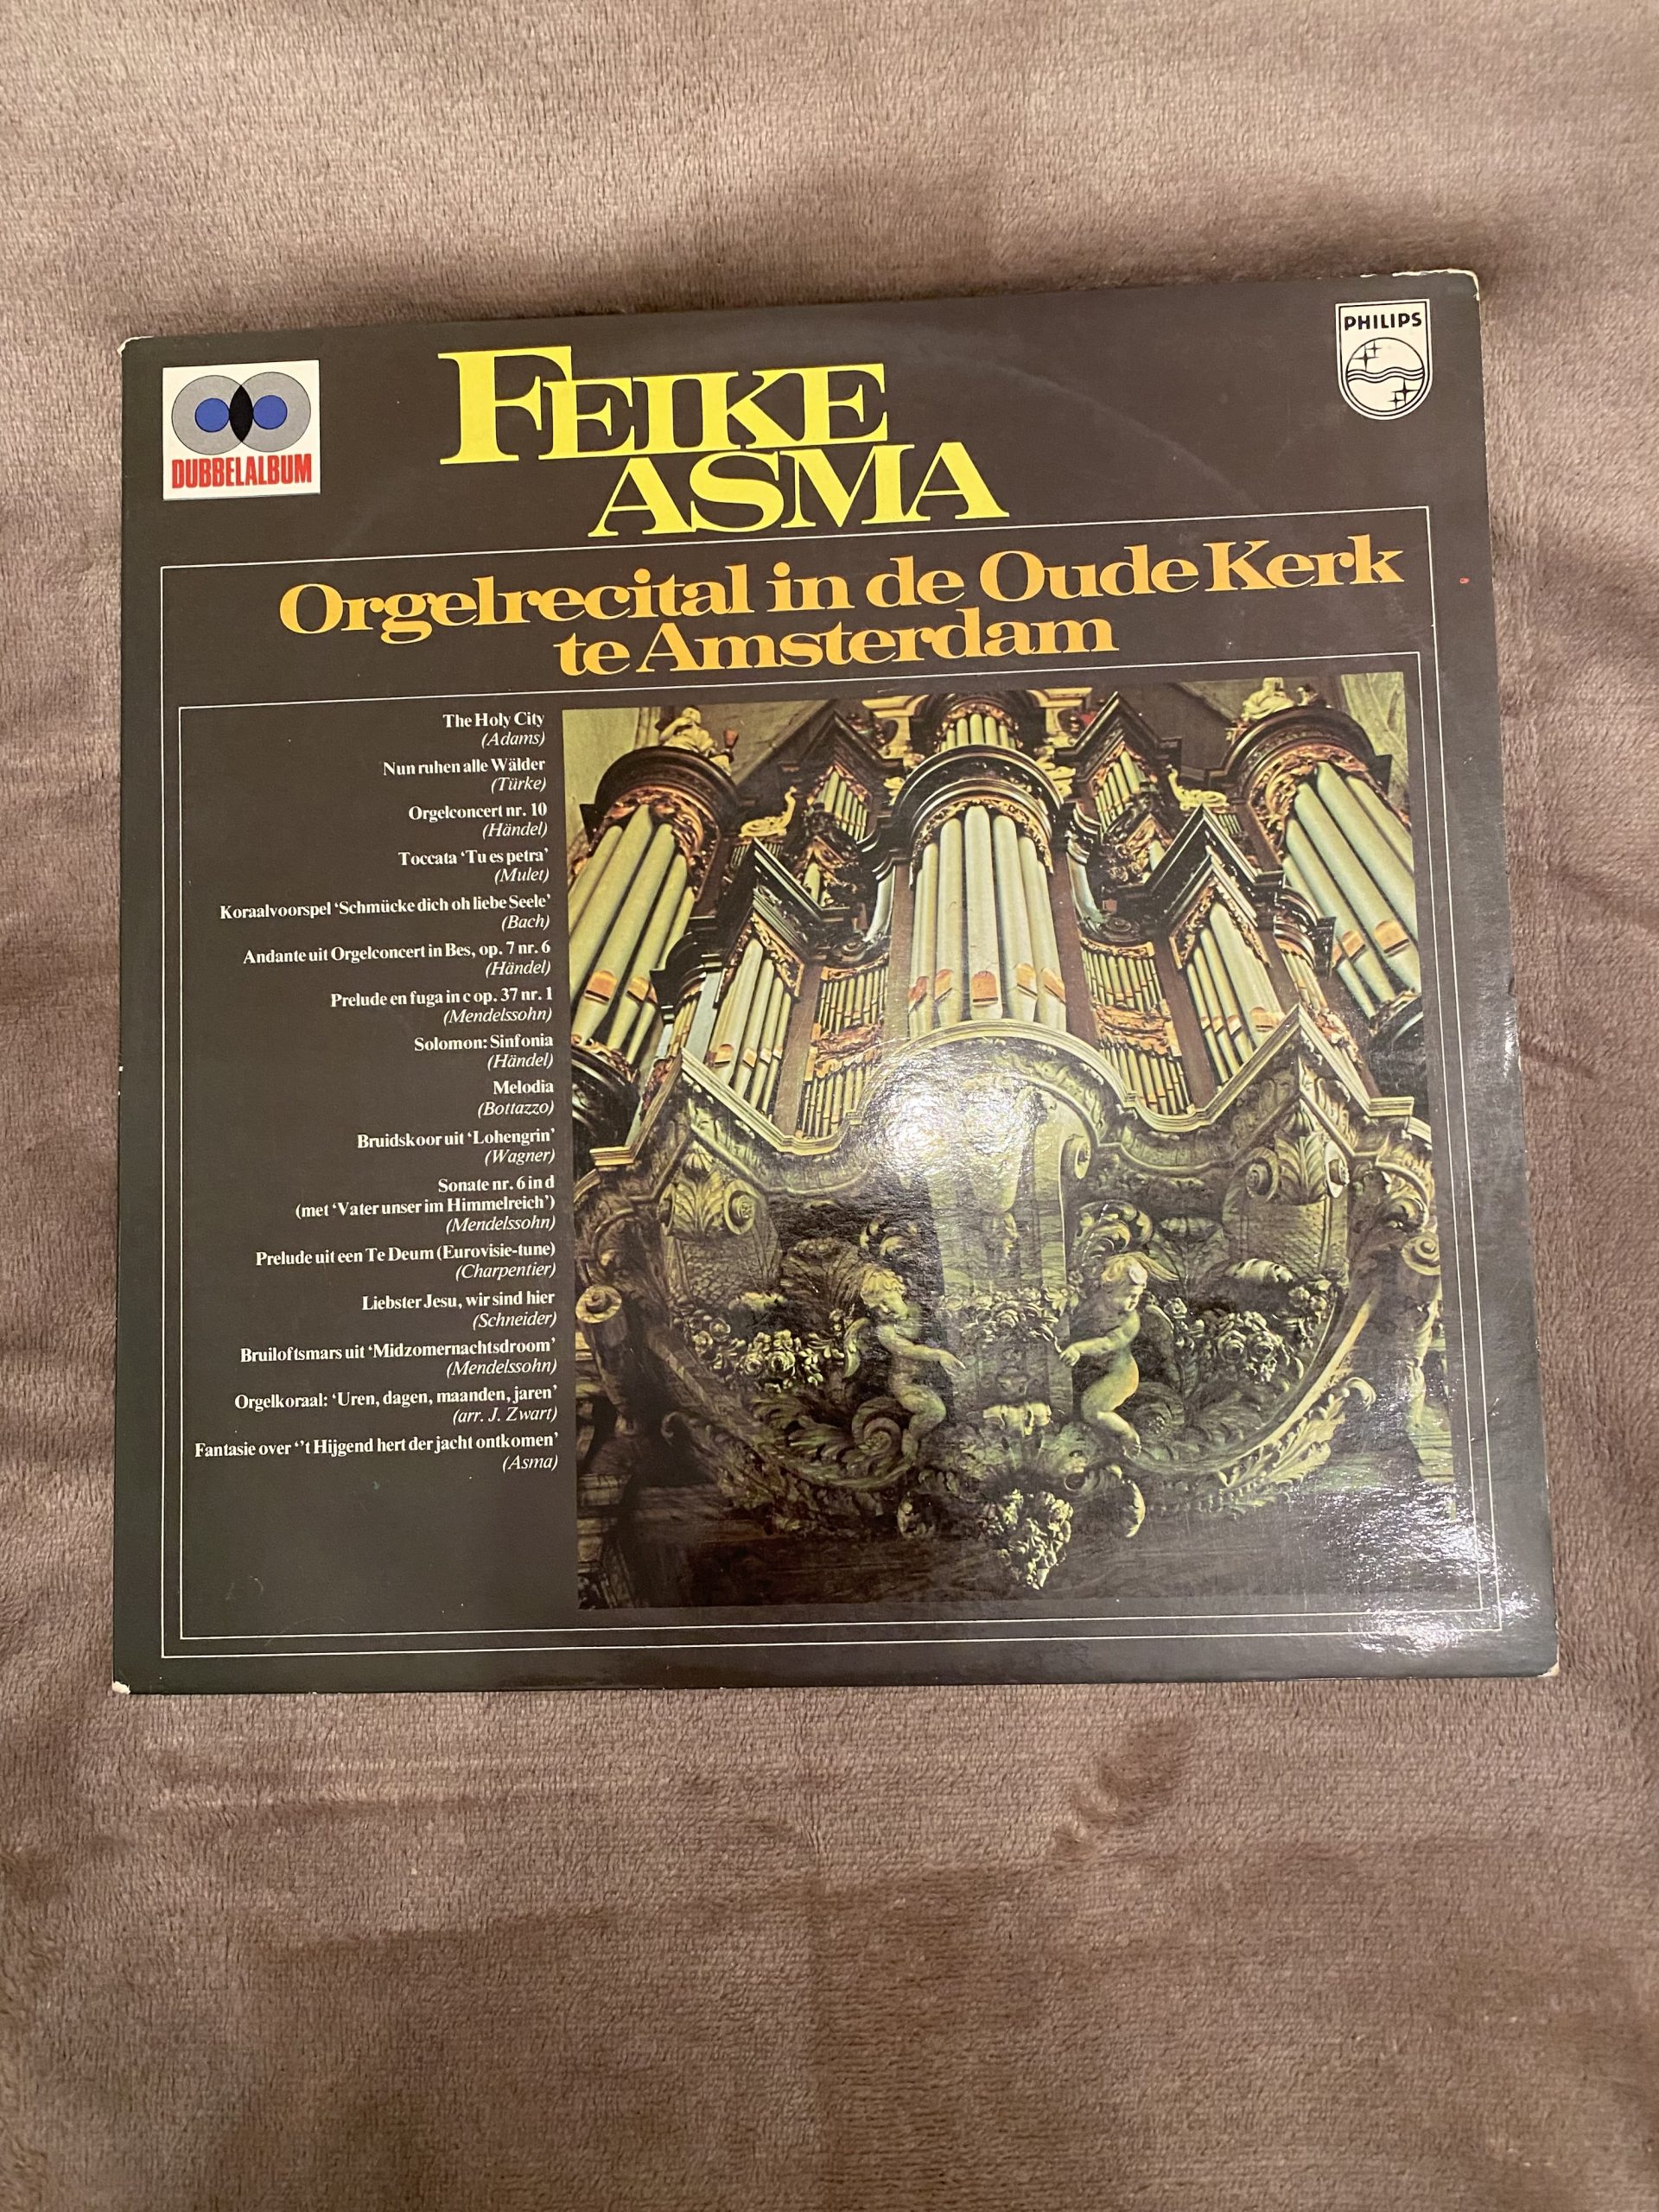 DUBBELALBUM
FEIKE
ASMA
PHILIPS
Orgelrecital in de Oude Kerk
te Amsterdam
The Holy City
(Adams)
Nun ruhen alle Wälder
(Türke)
Orgelconcert nr. 10
(Händel)
Toccata ‘Tu es petra’
(Mulet)
Koraalvoorspel ‘Schmücke dich oh liebe Seele’
(Bach)
Andante uit Orgelconcert in Bes, op. 7 nr. 6
(Händel)
Prelude en fuga in c op. 37 nr. 1
(Mendelssohn)
Solomon: Sinfonia
(Händel)
Melodia
(Bottazzo)
Bruidskoor uit ‘Lohengrin’
(Wagner)
Sonate nr. 6 in d
(met ‘Vater unser im Himmelreich’)
(Mendelssohn)
Prelude uit een Te Deum (Eurovisie-tune)
(Charpentier)
Liebster Jesu, wir sind hier
(Schneider)
Bruiloftsmars uit ‘Midzomernachtsdroom’
(Mendelssohn)
Orgelkoraal: ‘Uren, dagen, maanden, jaren’
(arr. J. Zwart)
Fantasie over ‘’t Hijgend hert der jacht ontkomen’
(Asma)